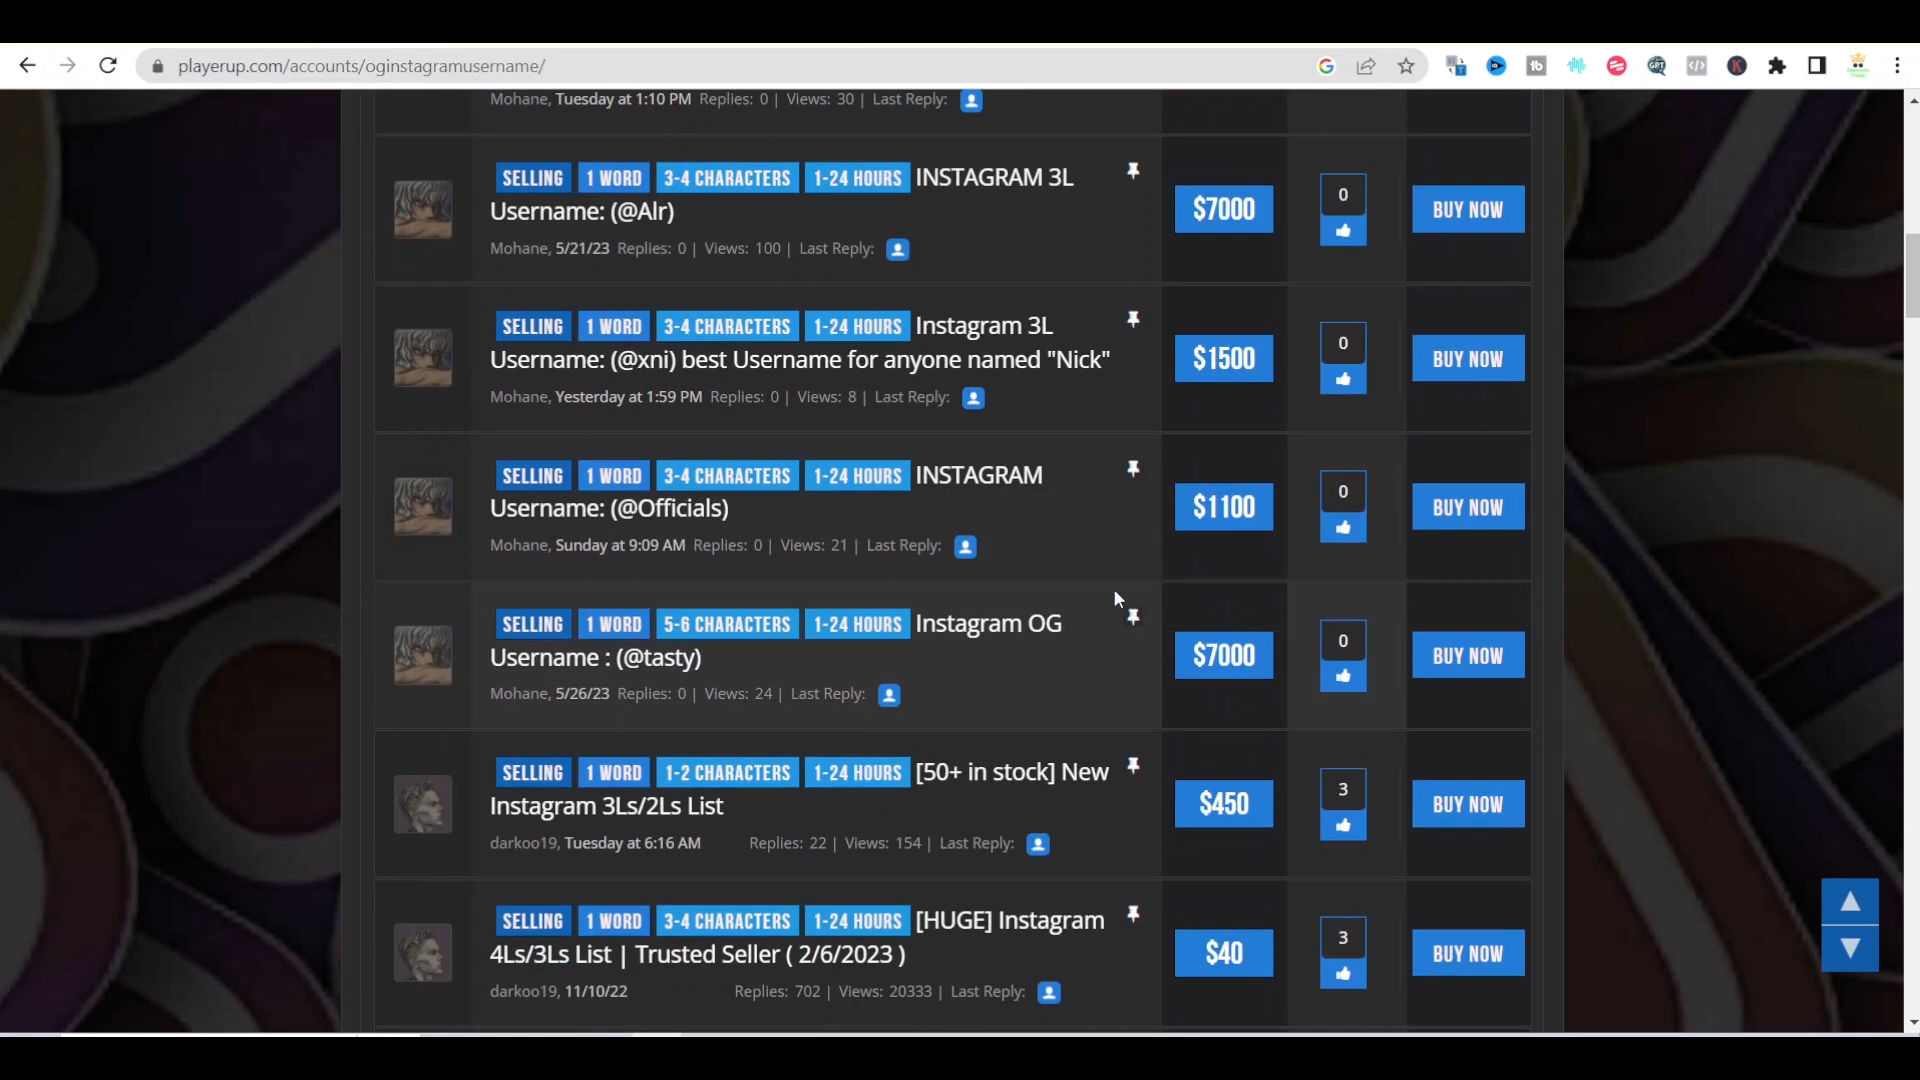 playerup.com/accounts/oginstagramusername/
Mohane, Tuesday at 1:10 PM Replies: 0 | Views: 30 | Last Reply:
SELLING 1 WORD 3-4 CHARACTERS 1-24 HOURS INSTAGRAM 3L
Username: (@Alr)
$7000
0
BUY NOW
Mohane, 5/21/23 Replies: 0 | Views: 100 | Last Reply:
SELLING 1 WORD 3-4 CHARACTERS 1-24 HOURS Instagram 3L
Username: (@xni) best Username for anyone named "Nick"
$1500
0
BUY NOW
Mohane, Yesterday at 1:59 PM Replies: 0 | Views: 8 | Last Reply:
SELLING 1 WORD 3-4 CHARACTERS 1-24 HOURS INSTAGRAM
Username: (@Officials)
$1100
0
BUY NOW
Mohane, Sunday at 9:09 AM Replies: 0 | Views: 21 | Last Reply:
SELLING 1 WORD 5-6 CHARACTERS 1-24 HOURS Instagram OG
Username : (@tasty)
$7000
0
BUY NOW
Mohane, 5/26/23 Replies: 0 | Views: 24 | Last Reply:
SELLING 1 WORD 1-2 CHARACTERS 1-24 HOURS [50+ in stock] New
Instagram 3Ls/2Ls List
$450
3
BUY NOW
darkoo19, Tuesday at 6:16 AM Replies: 22 | Views: 154 | Last Reply:
SELLING 1 WORD 3-4 CHARACTERS 1-24 HOURS [HUGE] Instagram
4Ls/3Ls List | Trusted Seller ( 2/6/2023 )
$40
3
BUY NOW
darkoo19, 11/10/22 Replies: 702 | Views: 20333 | Last Reply: